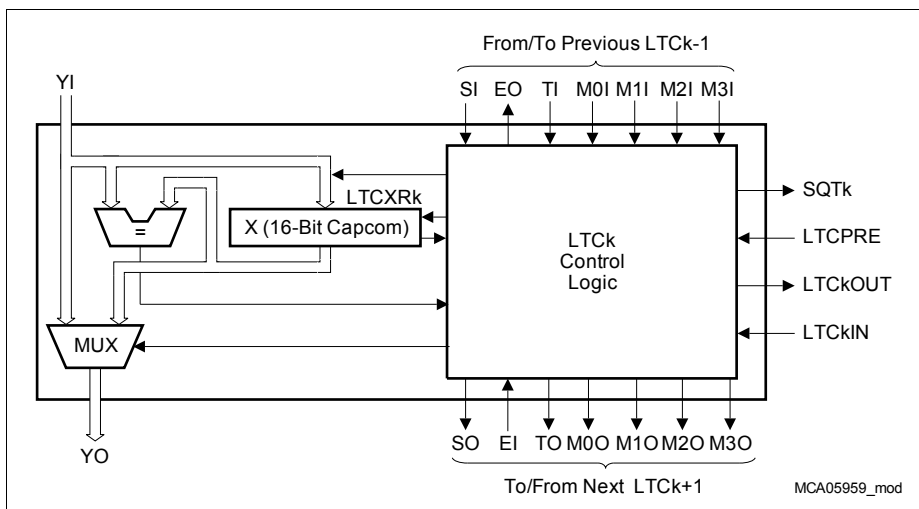 From/To Previous LTCk-1
YI
SI EO TI M0I M1I M2I M3I
LTCXRk
SQTk
X (16-Bit Capcom)
=
LTCk
Control
Logic
LTCPRE
LTCkOUT
LTCkIN
MUX
YO
SO EI TO M0O M1O M2O M3O
To/From Next LTCk+1
MCA05959_mod